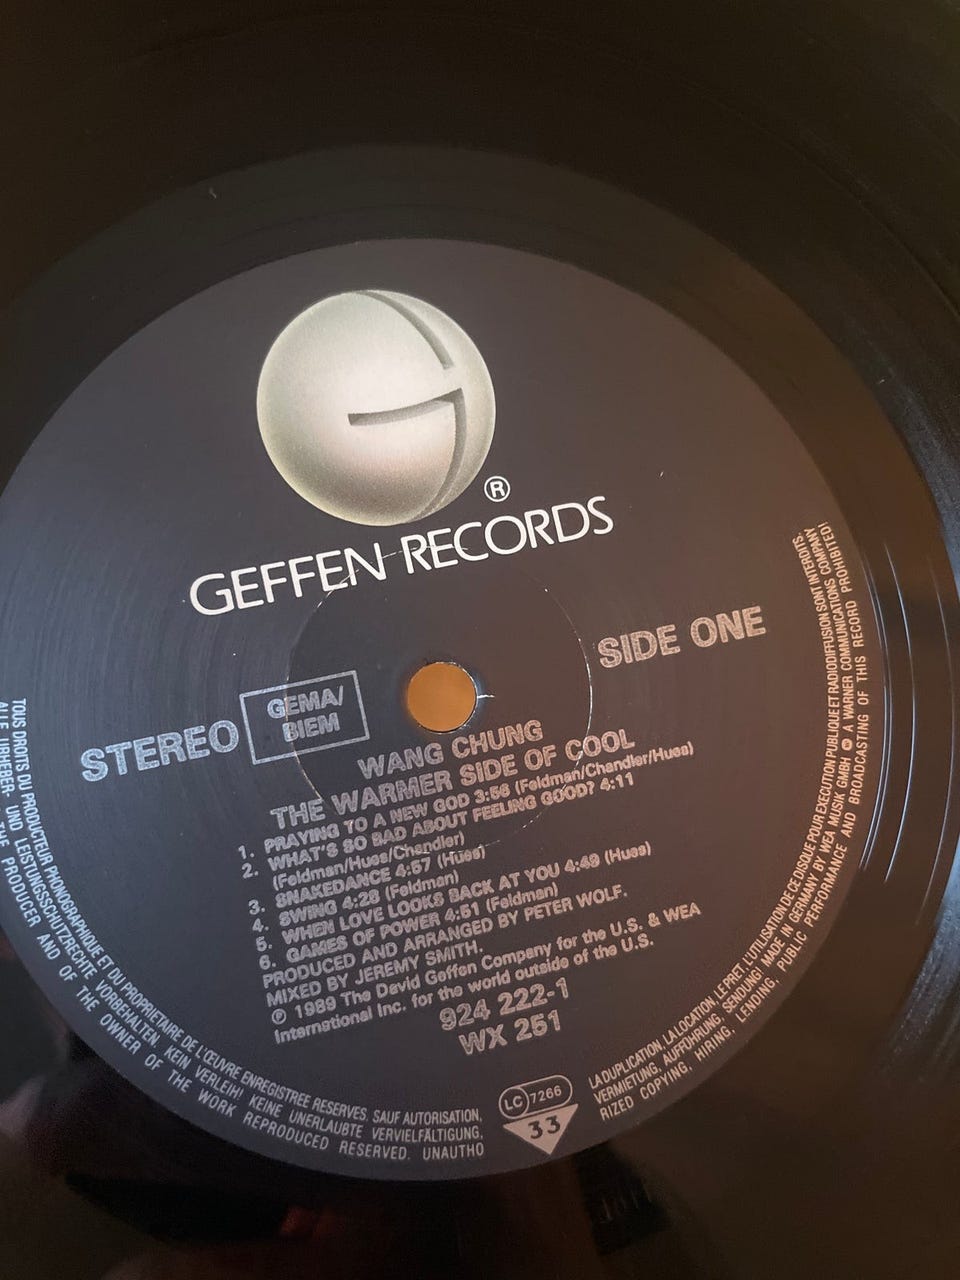 ®
GEFFEN RECORDS
SIDE ONE
STEREO
GEMA/
BIEM
WANG CHUNG
THE WARMER SIDE OF COOL
1. PRAYING TO A NEW GOD 3:56 (Feldman/Chandler/Hues)
2. WHAT'S SO BAD ABOUT FEELING GOOD? 4:11
(Feldman/Hues/Chandler)
3. SNAKEDANCE 4:57 (Hues)
4. SWING 4:28 (Feldman)
5. WHEN LOVE LOOKS BACK AT YOU 4:49 (Hues)
6. GAMES OF POWER 4:51 (Feldman)
PRODUCED AND ARRANGED BY PETER WOLF.
MIXED BY JEREMY SMITH.
℗ 1989 The David Geffen Company for the U.S. & WEA
International Inc. for the world outside of the U.S.
924 222-1
WX 251
LC 7266
33
TOUS DROITS DU PRODUCTEUR PHONOGRAPHIQUE ET DU PROPRIETAIRE DE L'ŒUVRE ENREGISTREE RESERVES. SAUF AUTORISATION, LA DUPLICATION, LA LOCATION, LE PRET, L'UTILISATION DE CE DISQUE POUR EXECUTION PUBLIQUE ET RADIODIFFUSION SONT INTERDITS.
ALLE URHEBER- UND LEISTUNGSSCHUTZRECHTE VORBEHALTEN. KEIN VERLEIH! KEINE UNERLAUBTE VERVIELFÄLTIGUNG, VERMIETUNG, AUFFÜHRUNG, SENDUNG! MADE IN GERMANY BY WEA MUSIK GMBH A WARNER COMMUNICATIONS COMPANY
THE PRODUCER AND OF THE OWNER OF THE WORK REPRODUCED RESERVED. UNAUTHO RIZED COPYING, HIRING, LENDING, PUBLIC PERFORMANCE AND BROADCASTING OF THIS RECORD PROHIBITED!